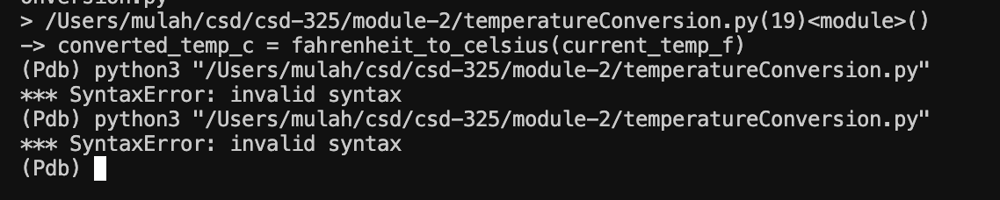 onversion.py
> /Users/mulah/csd/csd-325/module-2/temperatureConversion.py(19)<module>()
-> converted_temp_c = fahrenheit_to_celsius(current_temp_f)
(Pdb) python3 "/Users/mulah/csd/csd-325/module-2/temperatureConversion.py"
*** SyntaxError: invalid syntax
(Pdb) python3 "/Users/mulah/csd/csd-325/module-2/temperatureConversion.py"
*** SyntaxError: invalid syntax
(Pdb)